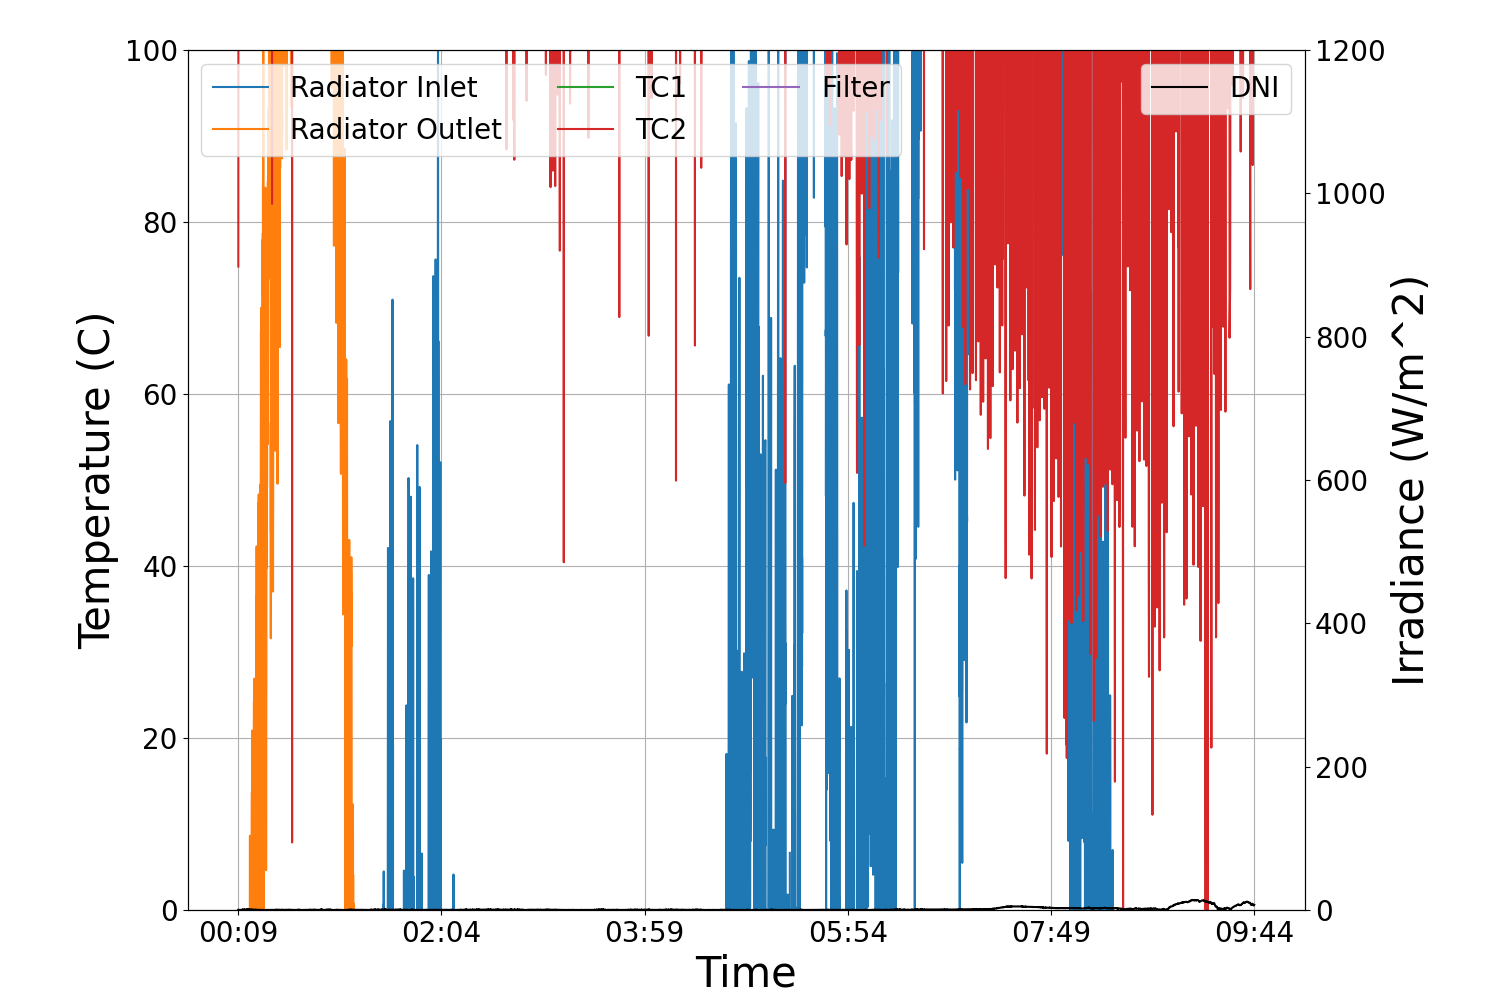 100
80
60
40
20
0
Temperature (C)
Radiator Inlet
Radiator Outlet
TC1
TC2
Filter
DNI
1200
1000
800
600
400
200
0
Irradiance (W/m^2)
00:09 02:04 03:59 05:54 07:49 09:44
Time